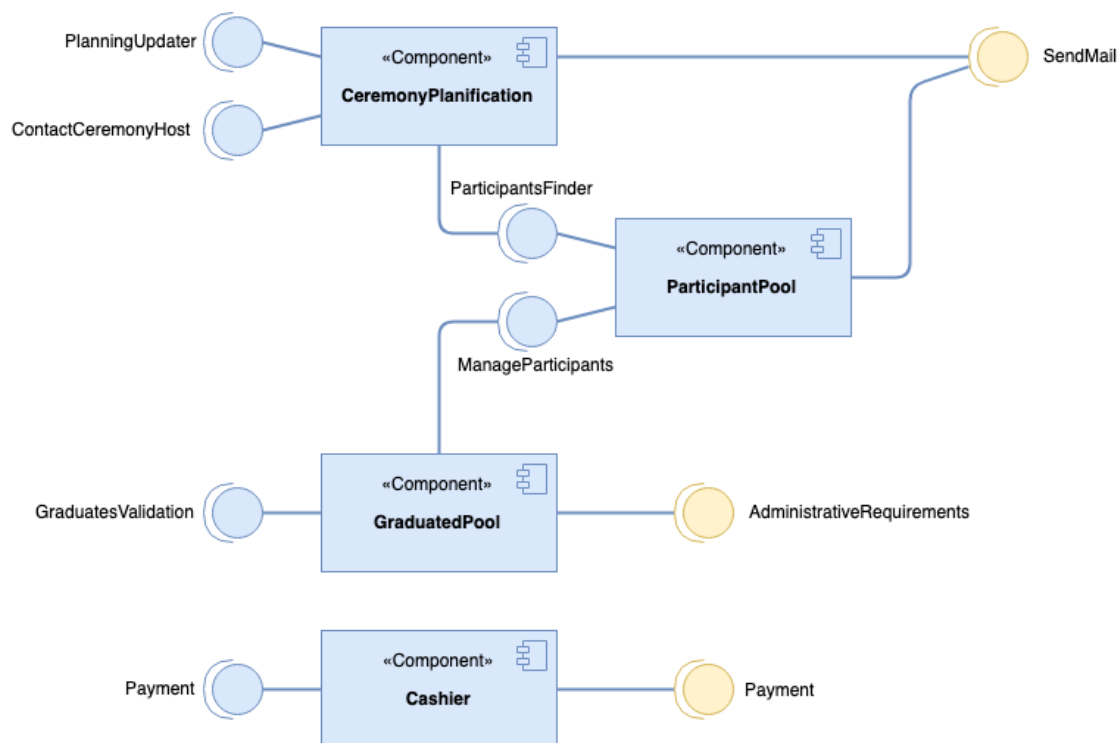 PlanningUpdater
«Component»
CeremonyPlanification
SendMail
ContactCeremonyHost
ParticipantsFinder
«Component»
ParticipantPool
ManageParticipants
«Component»
GraduatedPool
GraduatesValidation
AdministrativeRequirements
«Component»
Cashier
Payment
Payment